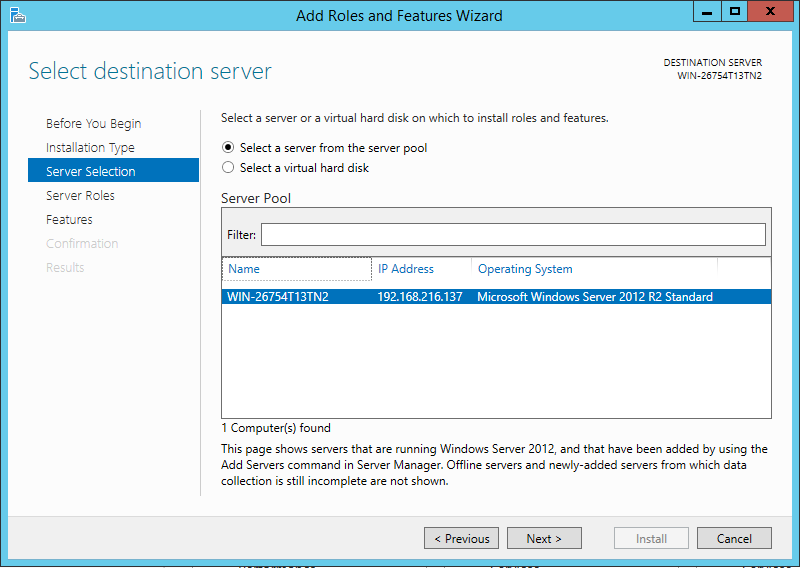 Add Roles and Features Wizard
Select destination server
DESTINATION SERVER
WIN-26754T13TN2
Before You Begin
Installation Type
Server Selection
Server Roles
Features
Confirmation
Results
Select a server or a virtual hard disk on which to install roles and features.
Select a server from the server pool
Select a virtual hard disk
Server Pool
Filter:
Name IP Address Operating System
WIN-26754T13TN2 192.168.216.137 Microsoft Windows Server 2012 R2 Standard
1 Computer(s) found
This page shows servers that are running Windows Server 2012, and that have been added by using the
Add Servers command in Server Manager. Offline servers and newly-added servers from which data
collection is still incomplete are not shown.
< Previous Next > Install Cancel